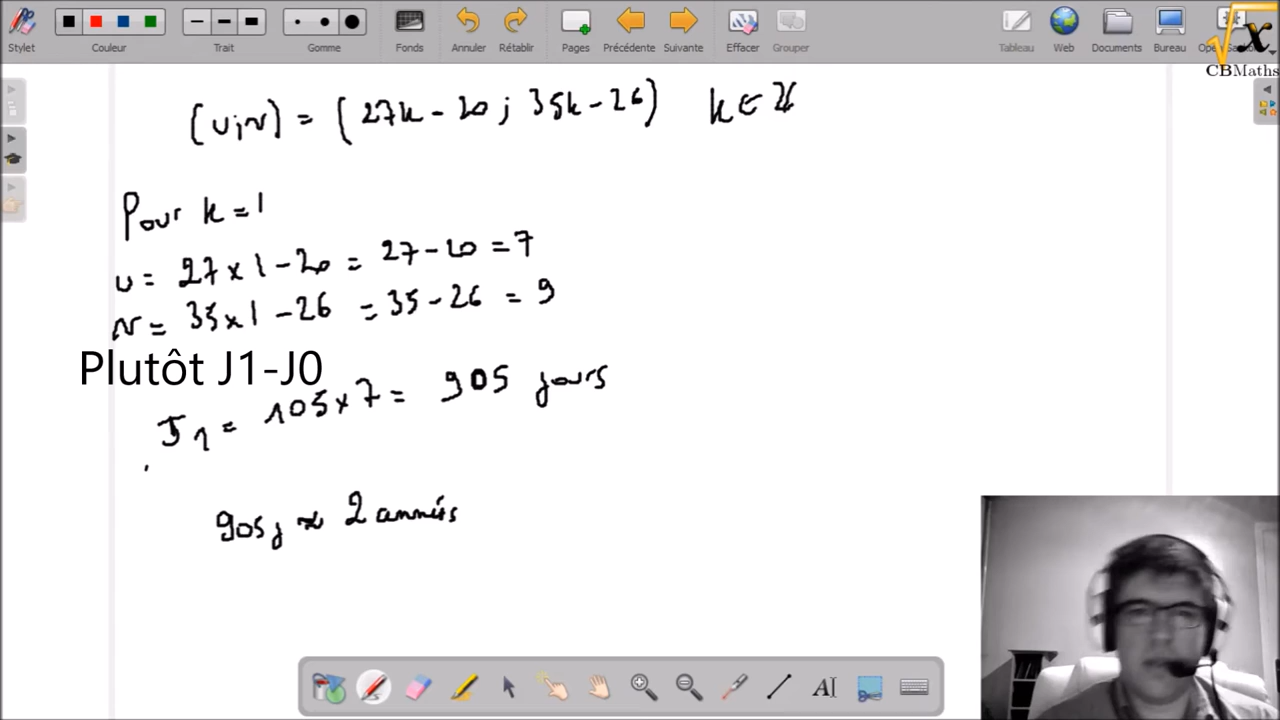 Stylet
Couleur
Trait
Gomme
Fonds
Annuler
Rétablir
Pages
Précédente
Suivante
Effacer
Grouper
Tableau
Web
Documents
Bureau
CBMaths
(u;v) = (27k - 20 ; 35k - 26) k ∈ ℤ
Pour k = 1
u = 27 x 1 - 20 = 27 - 20 = 7
v = 35 x 1 - 26 = 35 - 26 = 9
Plutôt J1-J0
J1 = 105 x 7 = 905 jours
905 j ≈ 2 années